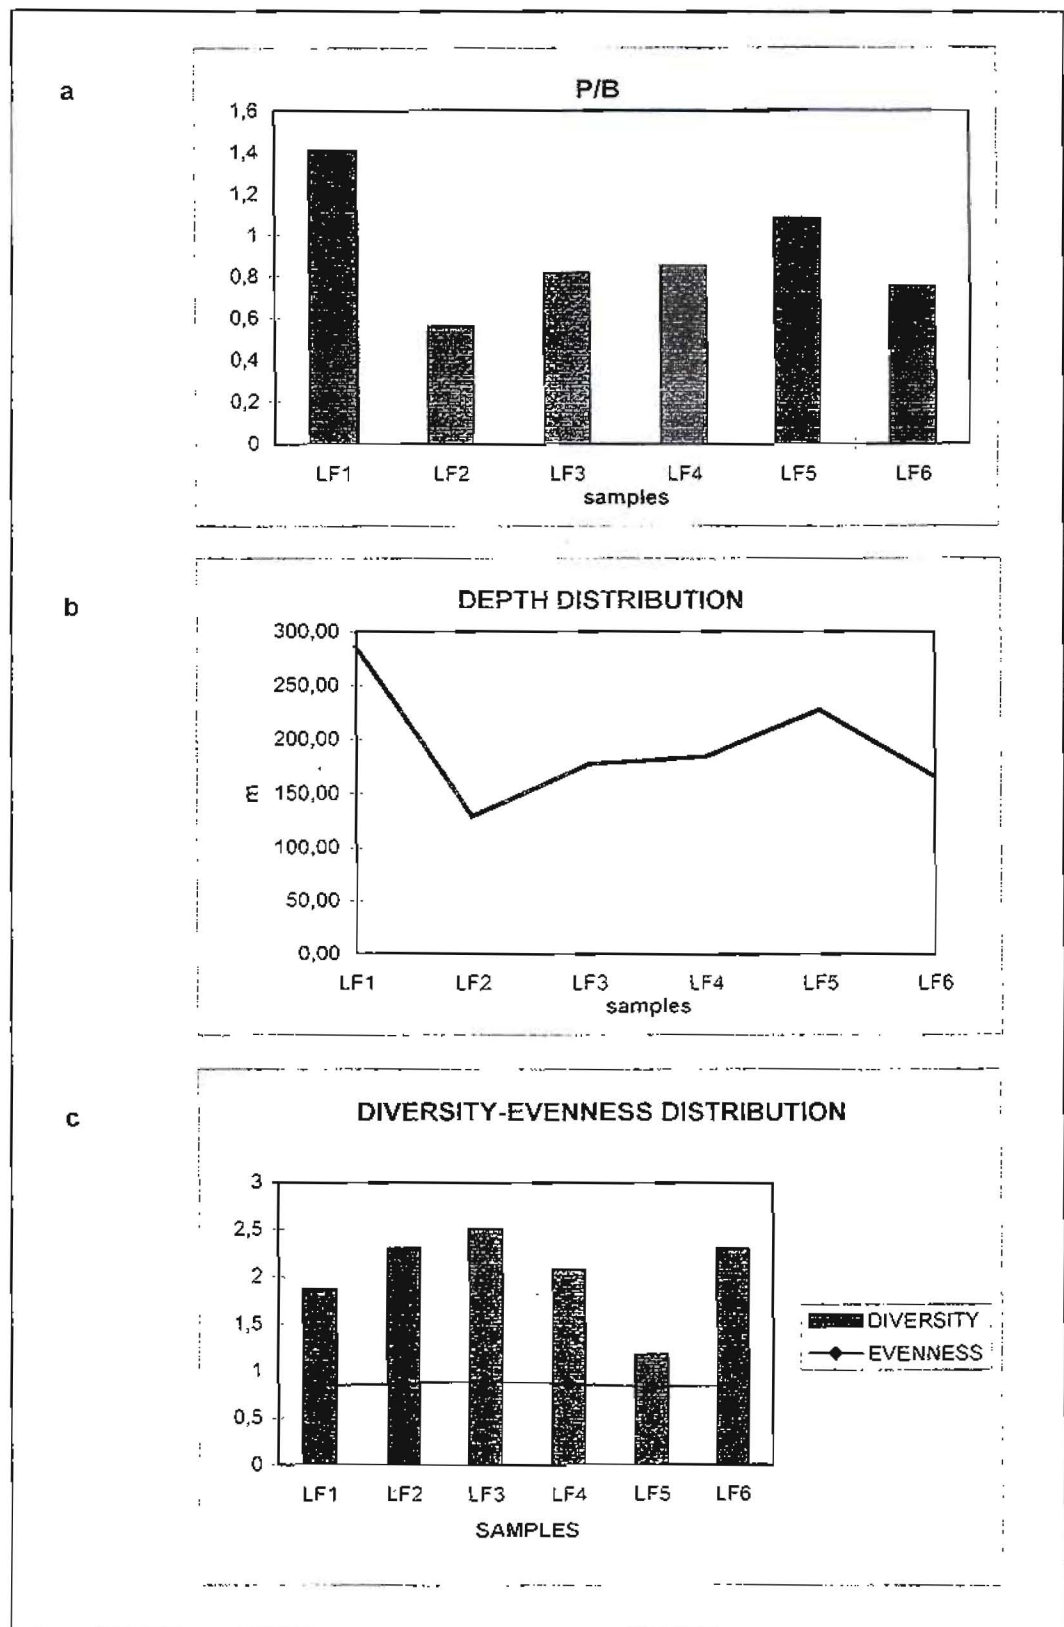 a
P/B
1,6
1,4
1,2
1
0,8
0,6
0,4
0,2
0
LF1 LF2 LF3 LF4 LF5 LF6
samples
b
DEPTH DISTRIBUTION
300,00
250,00
200,00
150,00
100,00
50,00
0,00
m
LF1 LF2 LF3 LF4 LF5 LF6
samples
c
DIVERSITY-EVENNESS DISTRIBUTION
3
2,5
2
1,5
1
0,5
0
LF1 LF2 LF3 LF4 LF5 LF6
SAMPLES
DIVERSITY
EVENNESS